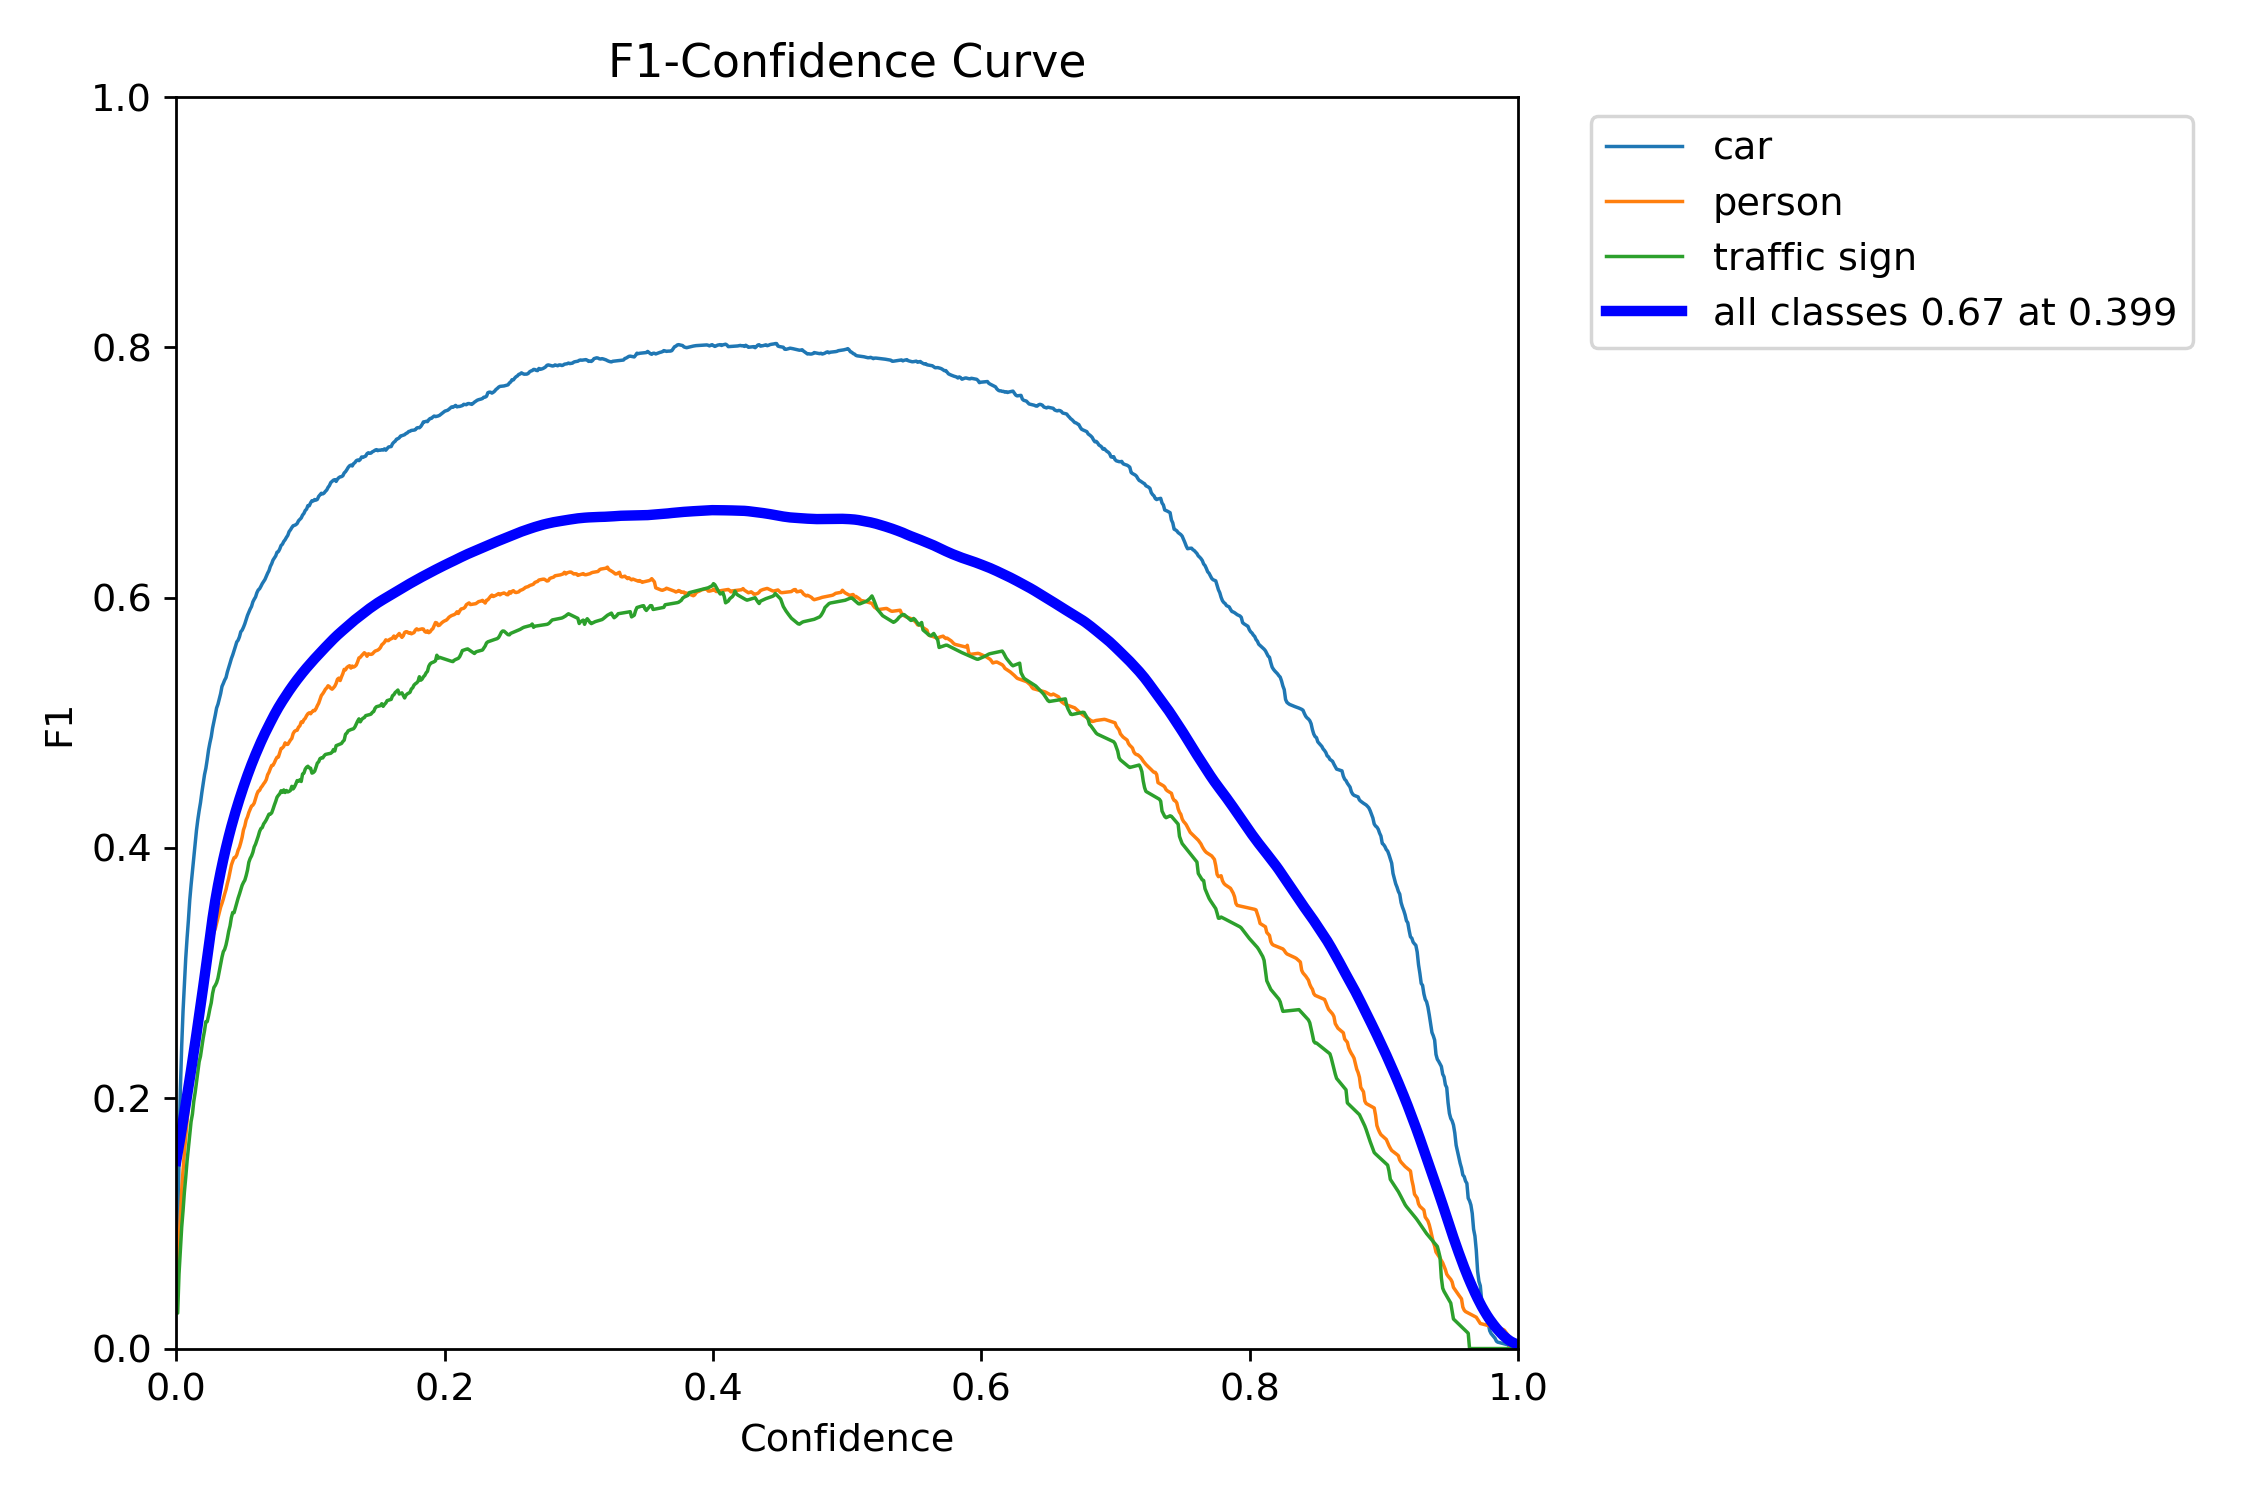 F1-Confidence Curve
1.0
0.8
0.6
0.4
0.2
0.0
F1
0.0 0.2 0.4 0.6 0.8 1.0
Confidence
car
person
traffic sign
all classes 0.67 at 0.399